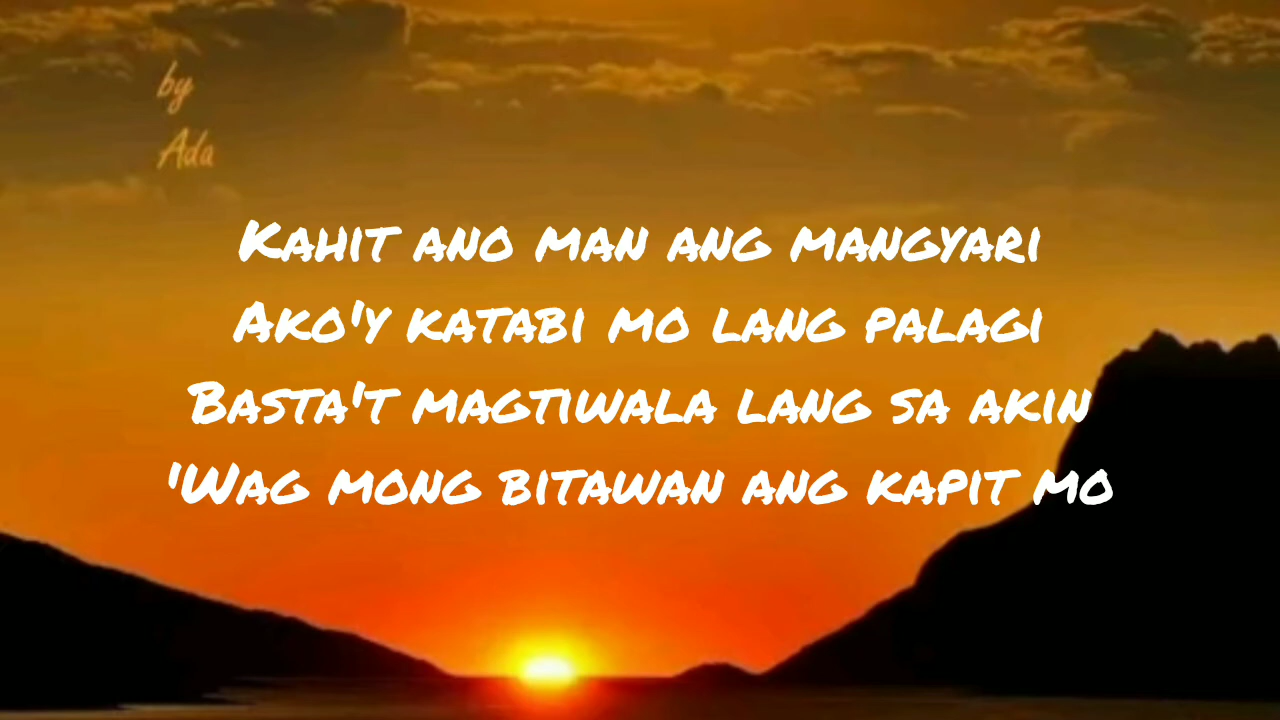 by
Ada
Kahit ano man ang mangyari
Ako'y katabi mo lang palagi
Basta't magtiwala lang sa akin
'Wag mong bitawan ang kapit mo